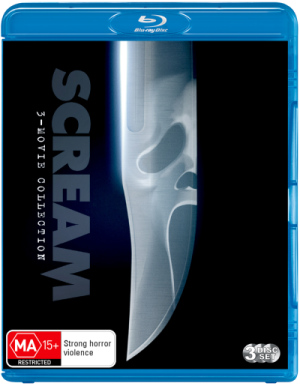 Blu-ray Disc
SCREAM
3-MOVIE COLLECTION
MA 15+
RESTRICTED
Strong horror
violence
3 DISC
SET